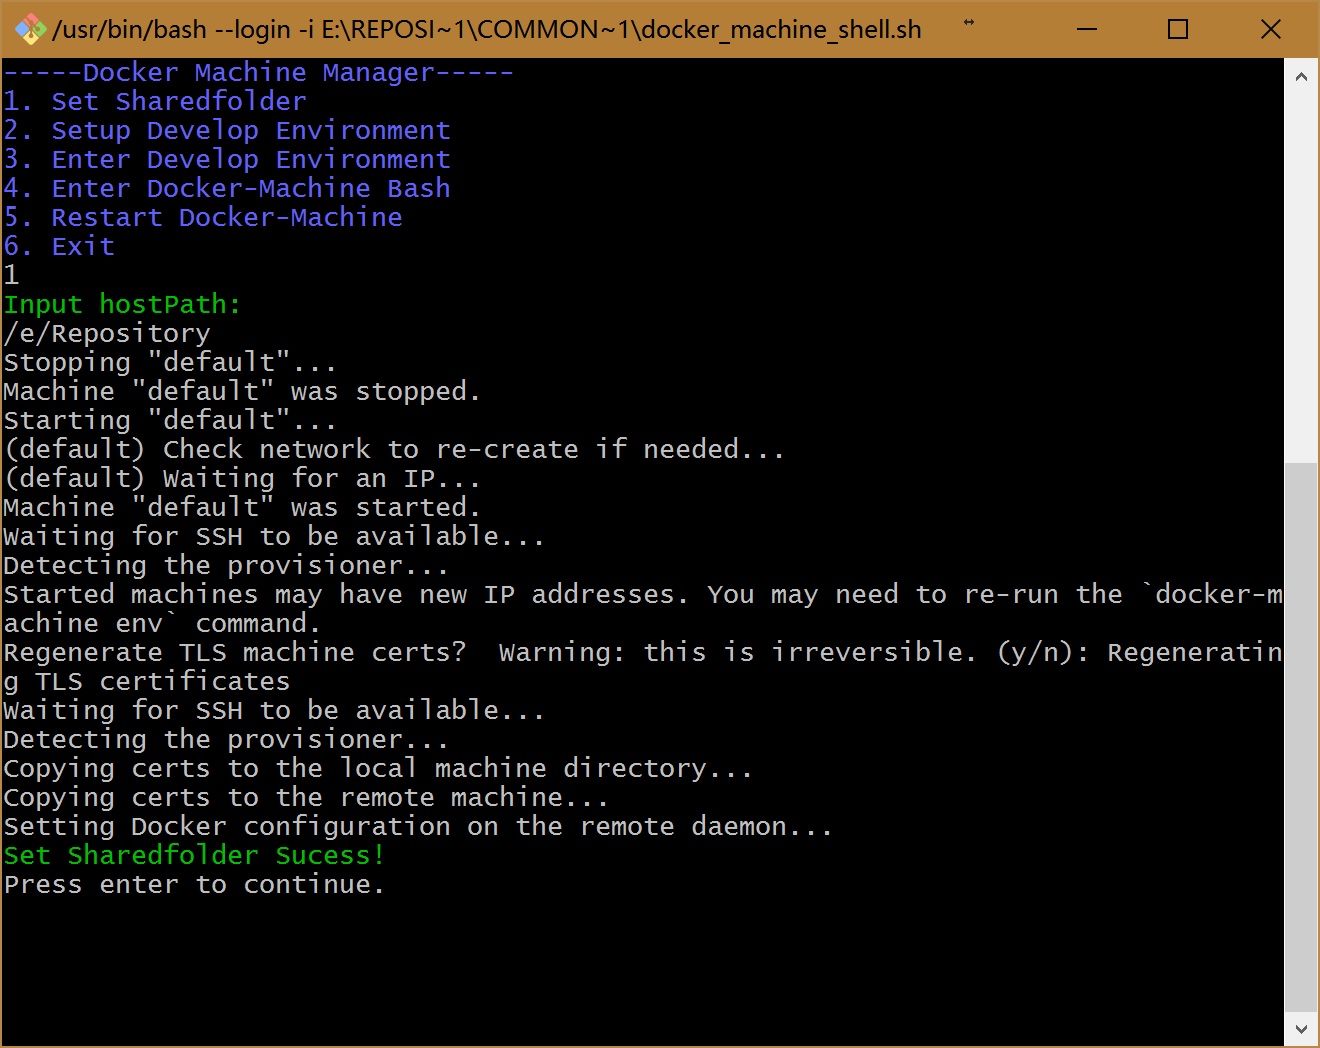 /usr/bin/bash --login -i E:\REPOSI~1\COMMON~1\docker_machine_shell.sh
-----Docker Machine Manager-----
1. Set Sharedfolder
2. Setup Develop Environment
3. Enter Develop Environment
4. Enter Docker-Machine Bash
5. Restart Docker-Machine
6. Exit
1
Input hostPath:
/e/Repository
Stopping "default"...
Machine "default" was stopped.
Starting "default"...
(default) Check network to re-create if needed...
(default) Waiting for an IP...
Machine "default" was started.
Waiting for SSH to be available...
Detecting the provisioner...
Started machines may have new IP addresses. You may need to re-run the `docker-m
achine env` command.
Regenerate TLS machine certs?  Warning: this is irreversible. (y/n): Regeneratin
g TLS certificates
Waiting for SSH to be available...
Detecting the provisioner...
Copying certs to the local machine directory...
Copying certs to the remote machine...
Setting Docker configuration on the remote daemon...
Set Sharedfolder Sucess!
Press enter to continue.